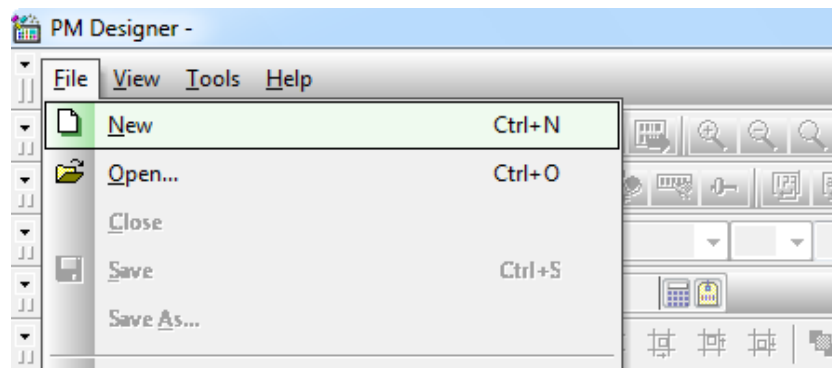 PM Designer -
File View Tools Help
New Ctrl+N
Open... Ctrl+O
Close
Save Ctrl+S
Save As...